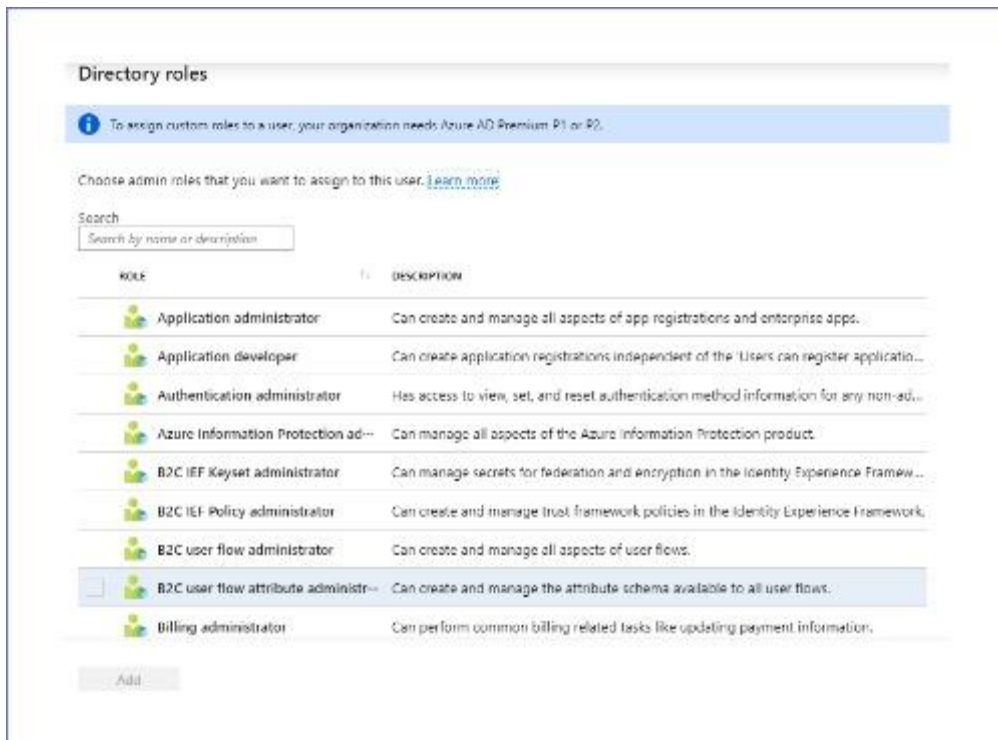 Directory roles
To assign custom roles to a user, your organization needs Azure AD Premium P1 or P2.
Choose admin roles that you want to assign to this user. Learn more
Search
Search by name or description
ROLE ↑↓ DESCRIPTION
Application administrator Can create and manage all aspects of app registrations and enterprise apps.
Application developer Can create application registrations independent of the 'Users can register applicatio...
Authentication administrator Has access to view, set, and reset authentication method information for any non-ad...
Azure Information Protection ad... Can manage all aspects of the Azure Information Protection product.
B2C IEF Keyset administrator Can manage secrets for federation and encryption in the Identity Experience Framew...
B2C IEF Policy administrator Can create and manage trust framework policies in the Identity Experience Framework.
B2C user flow administrator Can create and manage all aspects of user flows.
B2C user flow attribute administr... Can create and manage the attribute schema available to all user flows.
Billing administrator Can perform common billing related tasks like updating payment information.
Add